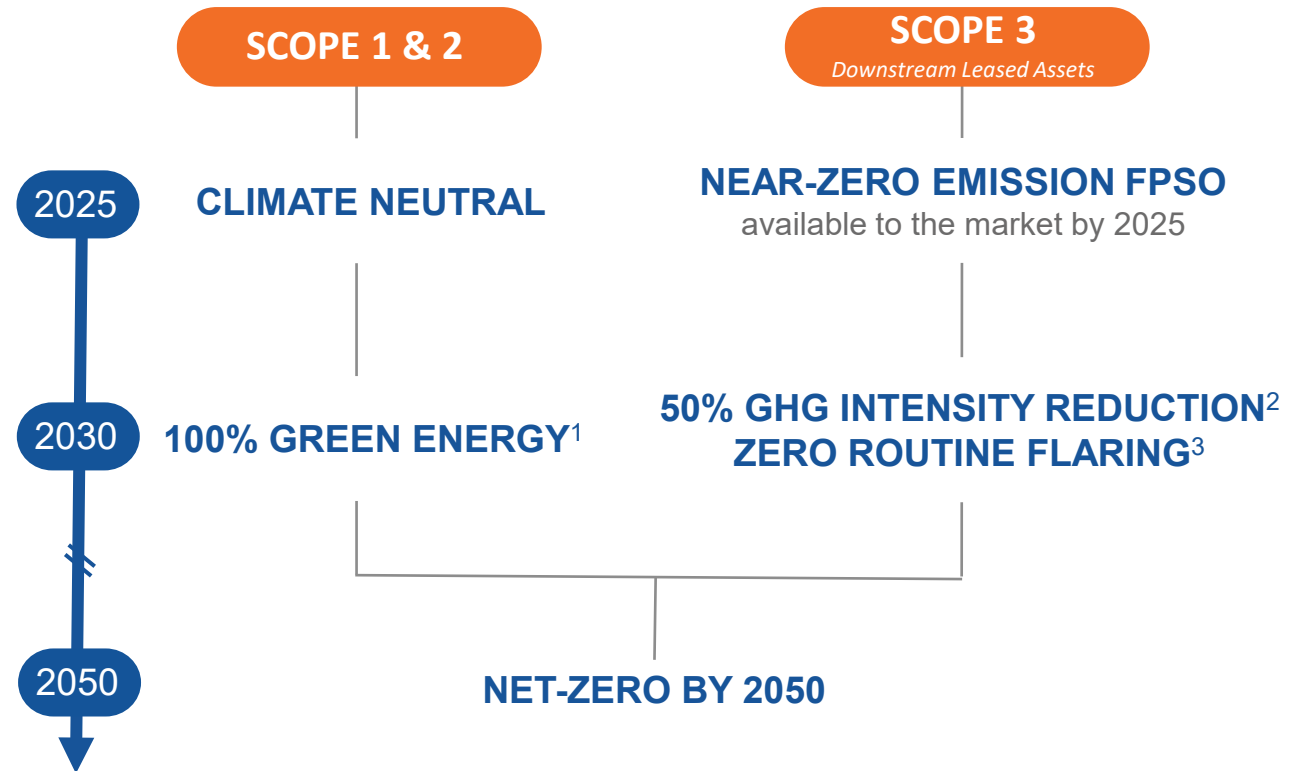 SCOPE 1 & 2
SCOPE 3
Downstream Leased Assets
2025
CLIMATE NEUTRAL
NEAR-ZERO EMISSION FPSO
available to the market by 2025
2030
100% GREEN ENERGY¹
50% GHG INTENSITY REDUCTION²
ZERO ROUTINE FLARING³
2050
NET-ZERO BY 2050